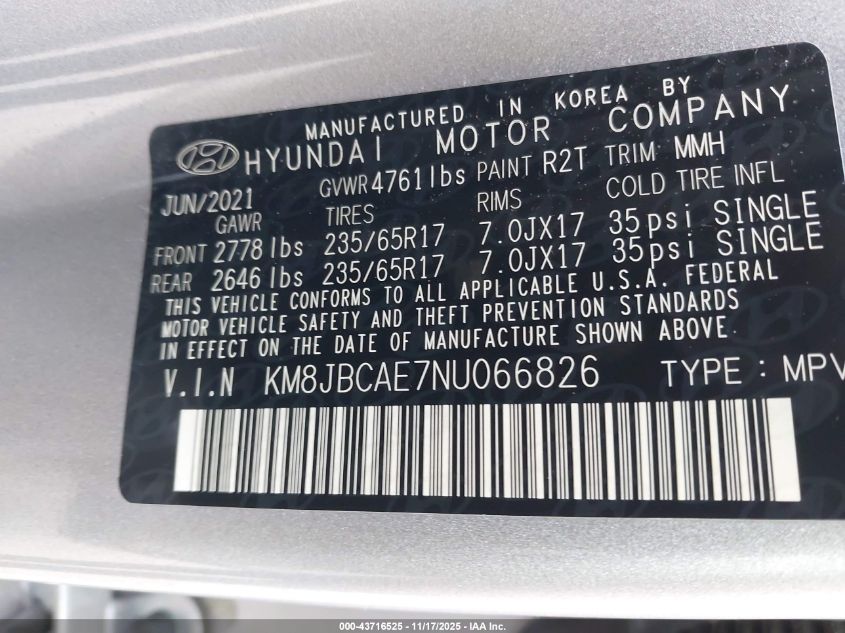 MANUFACTURED IN KOREA BY
HYUNDAI MOTOR COMPANY
JUN/2021 GVWR 4761 lbs PAINT R2T TRIM MMH
GAWR TIRES RIMS COLD TIRE INFL
FRONT 2778 lbs 235/65R17 7.0JX17 35psi SINGLE
REAR 2646 lbs 235/65R17 7.0JX17 35psi SINGLE
THIS VEHICLE CONFORMS TO ALL APPLICABLE U.S.A. FEDERAL
MOTOR VEHICLE SAFETY AND THEFT PREVENTION STANDARDS
IN EFFECT ON THE DATE OF MANUFACTURE SHOWN ABOVE.
V.I.N KM8JBCAE7NU066826 TYPE: MPV
000-43716525 - 11/17/2025 - IAA Inc.